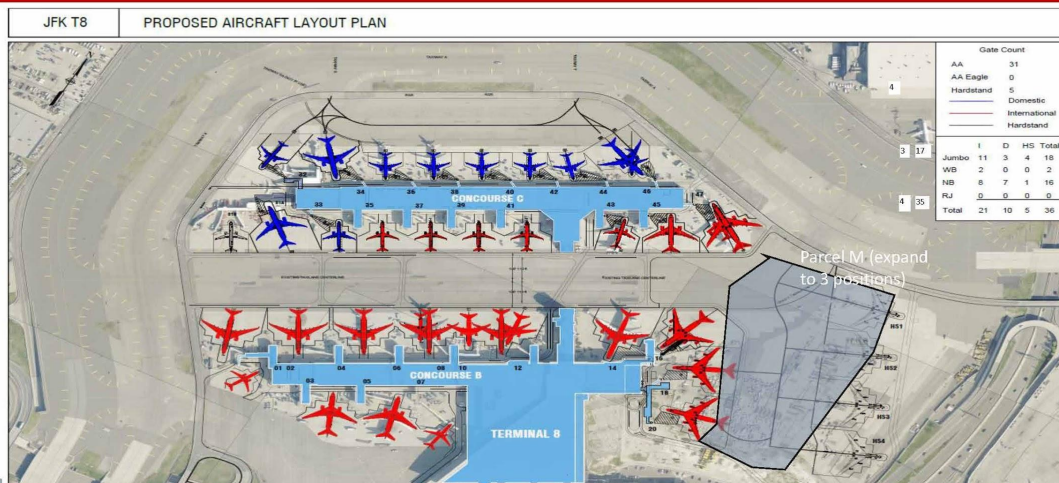 JFK T8
PROPOSED AIRCRAFT LAYOUT PLAN
Gate Count
AA 31
AA Eagle 0
Hardstand 5
Domestic
International
Hardstand
I D HS Total
Jumbo 11 3 4 18
WB 2 0 0 2
NB 8 7 1 16
RJ 0 0 0 0
Total 21 10 5 36
4
3 17
4 35
32
34 36 38 40 42 44 46
47
CONCOURSE C
33 35 37 39 41 43 45
Parcel M (expand
to 3 positions)
HS1
HS2
HS3
HS4
01 02 04 06 08 10 12 14 16
CONCOURSE B
03 05 07
18
20
TERMINAL 8